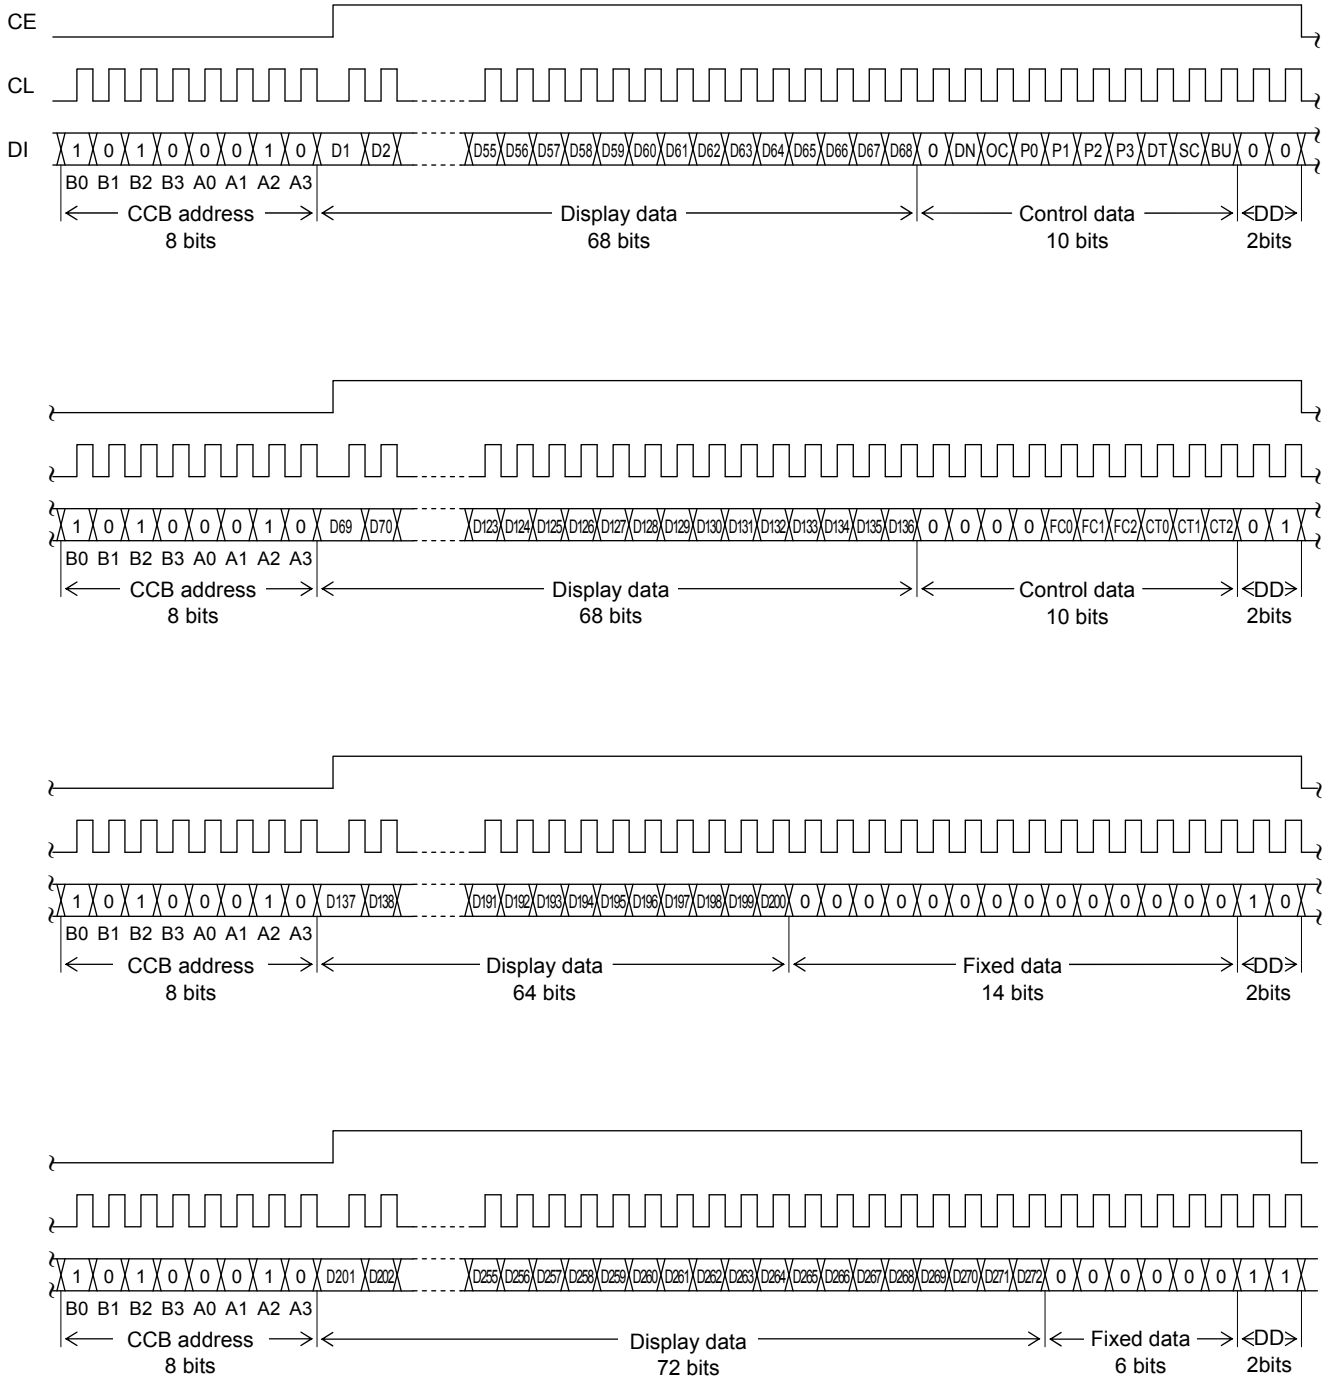 CE
CL
DI 1 0 1 0 0 0 1 0 D1 D2 D55 D56 D57 D58 D59 D60 D61 D62 D63 D64 D65 D66 D67 D68 0 DN OC P0 P1 P2 P3 DT SC BU 0 0
B0 B1 B2 B3 A0 A1 A2 A3
CCB address Display data Control data DD
8 bits 68 bits 10 bits 2bits
1 0 1 0 0 0 1 0 D69 D70 D123 D124 D125 D126 D127 D128 D129 D130 D131 D132 D133 D134 D135 D136 0 0 0 0 FC0 FC1 FC2 CT0 CT1 CT2 0 1
B0 B1 B2 B3 A0 A1 A2 A3
CCB address Display data Control data DD
8 bits 68 bits 10 bits 2bits
1 0 1 0 0 0 1 0 D137 D138 D191 D192 D193 D194 D195 D196 D197 D198 D199 D200 0 0 0 0 0 0 0 0 0 0 0 0 0 0 1 0
B0 B1 B2 B3 A0 A1 A2 A3
CCB address Display data Fixed data DD
8 bits 64 bits 14 bits 2bits
1 0 1 0 0 0 1 0 D201 D202 D255 D256 D257 D258 D259 D260 D261 D262 D263 D264 D265 D266 D267 D268 D269 D270 D271 D272 0 0 0 0 0 0 1 1
B0 B1 B2 B3 A0 A1 A2 A3
CCB address Display data Fixed data DD
8 bits 72 bits 6 bits 2bits